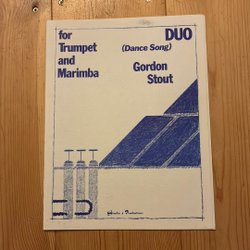 for
Trumpet
and
Marimba
DUO
(Dance Song)
Gordon
Stout